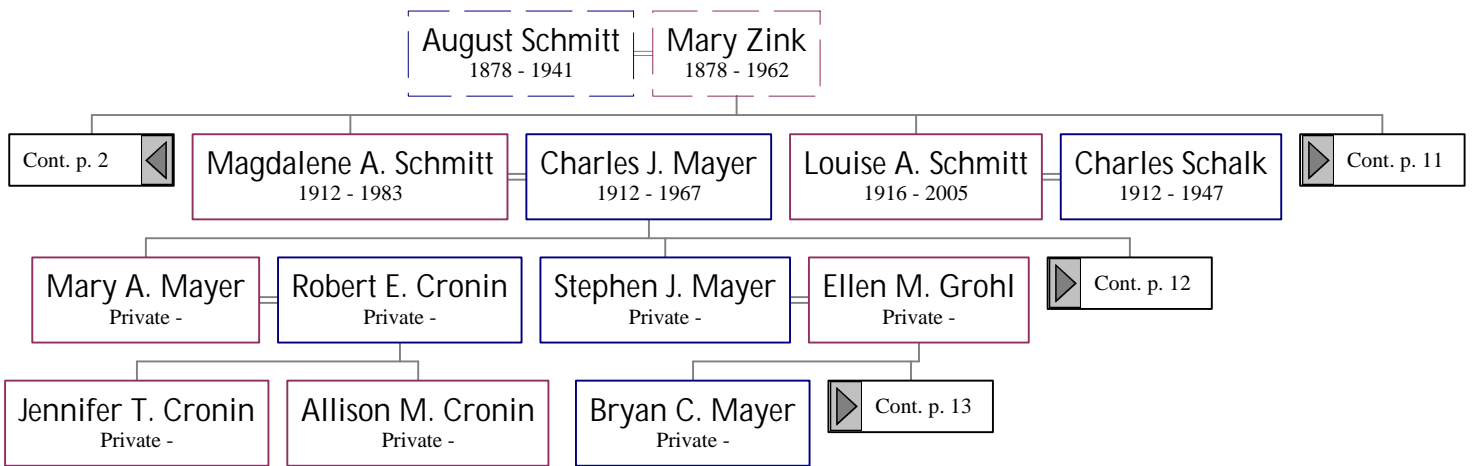 August Schmitt
1878 - 1941
Mary Zink
1878 - 1962
Cont. p. 2
Magdalene A. Schmitt
1912 - 1983
Charles J. Mayer
1912 - 1967
Louise A. Schmitt
1916 - 2005
Charles Schalk
1912 - 1947
Cont. p. 11
Mary A. Mayer
Private -
Robert E. Cronin
Private -
Stephen J. Mayer
Private -
Ellen M. Grohl
Private -
Cont. p. 12
Jennifer T. Cronin
Private -
Allison M. Cronin
Private -
Bryan C. Mayer
Private -
Cont. p. 13